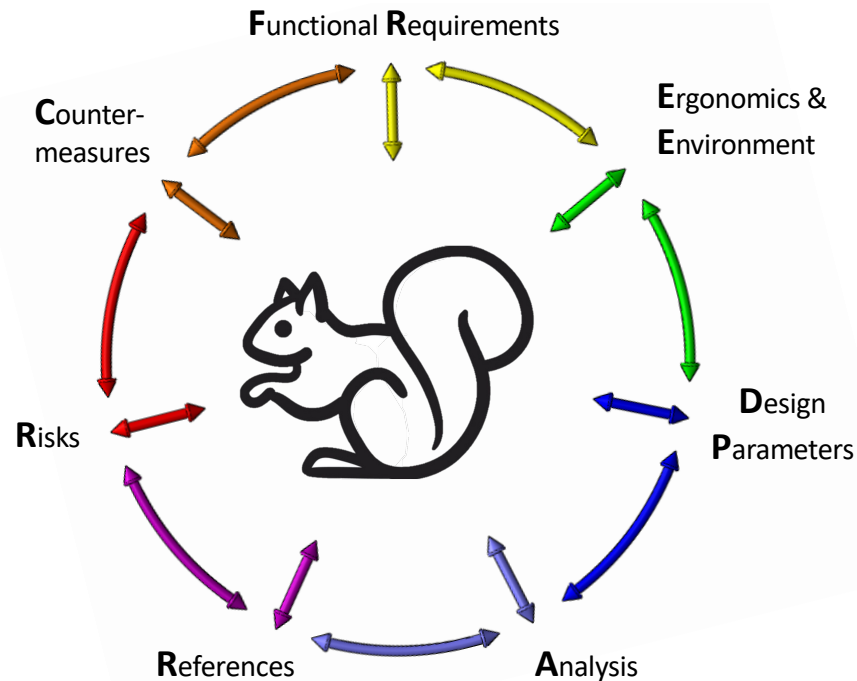 Functional Requirements
Ergonomics &
Environment
Design
Parameters
Analysis
References
Risks
Counter-
measures